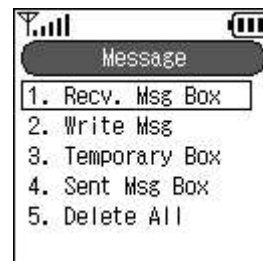 Message
1. Recv. Msg Box
2. Write Msg
3. Temporary Box
4. Sent Msg Box
5. Delete All